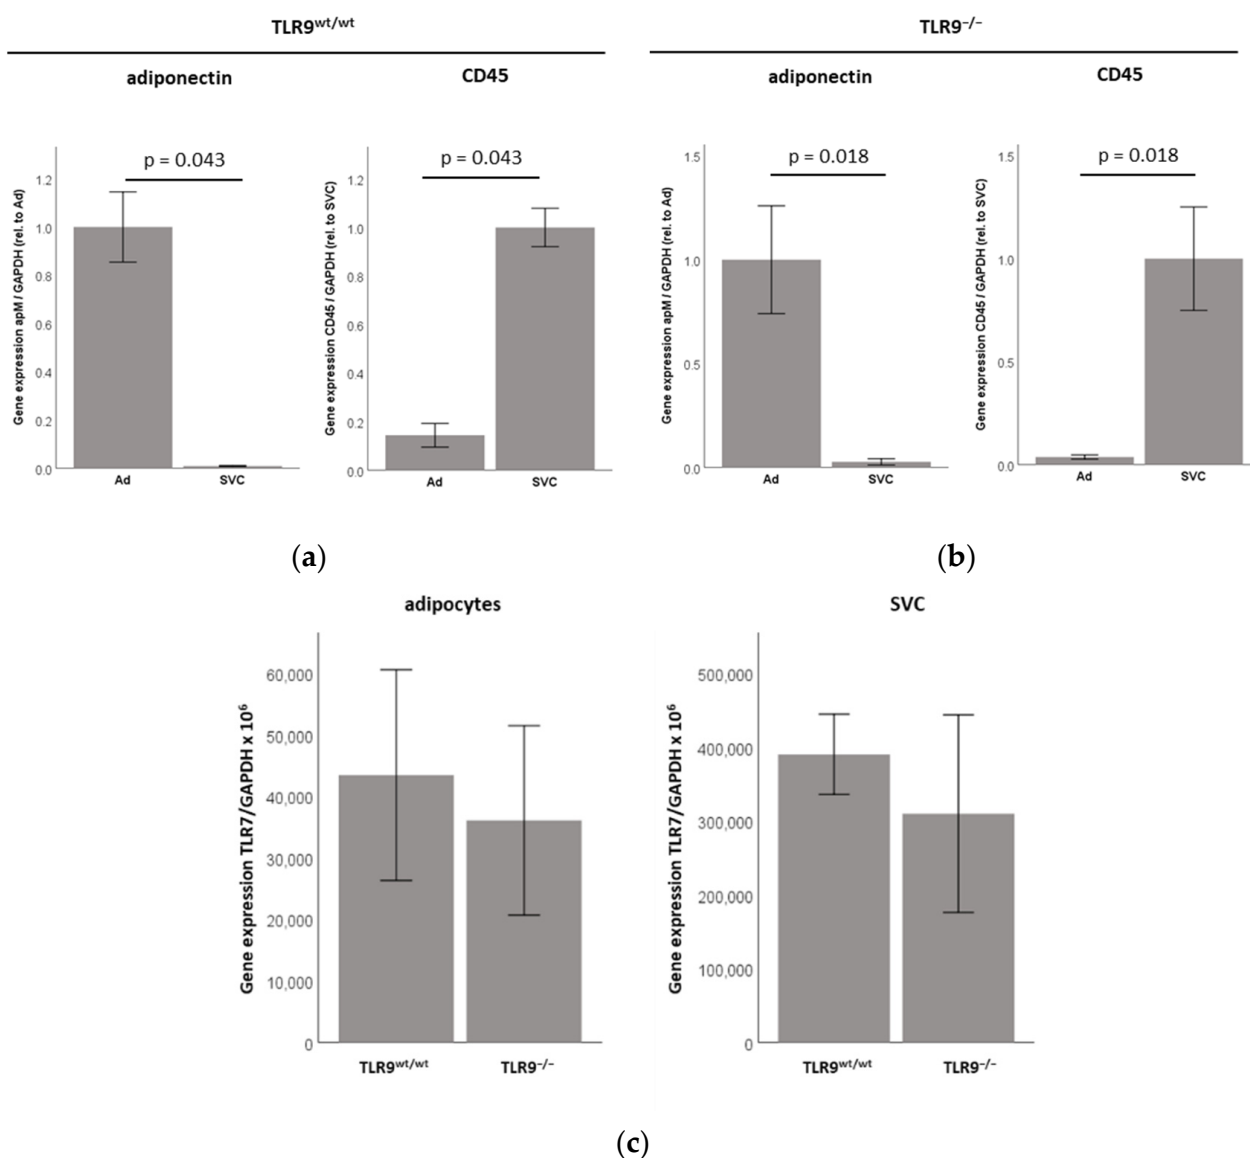 TLR9wt/wt
adiponectin
CD45
Gene expression apM / GAPDH (rel. to Ad)
1.2
1.0
0.8
0.6
0.4
0.2
0.0
p = 0.043
Ad
SVC
Gene expression CD45 / GAPDH (rel. to SVC)
1.2
1.0
0.8
0.6
0.4
0.2
0.0
p = 0.043
Ad
SVC
(a)
TLR9−/−
adiponectin
CD45
Gene expression apM / GAPDH (rel. to Ad)
1.5
1.0
0.5
0.0
p = 0.018
Ad
SVC
Gene expression CD45 / GAPDH (rel. to SVC)
1.5
1.0
0.5
0.0
p = 0.018
Ad
SVC
(b)
adipocytes
Gene expression TLR7/GAPDH x 10⁶
60,000
50,000
40,000
30,000
20,000
10,000
0
TLR9wt/wt
TLR9−/−
SVC
Gene expression TLR7/GAPDH x 10⁶
500,000
400,000
300,000
200,000
100,000
0
TLR9wt/wt
TLR9−/−
(c)